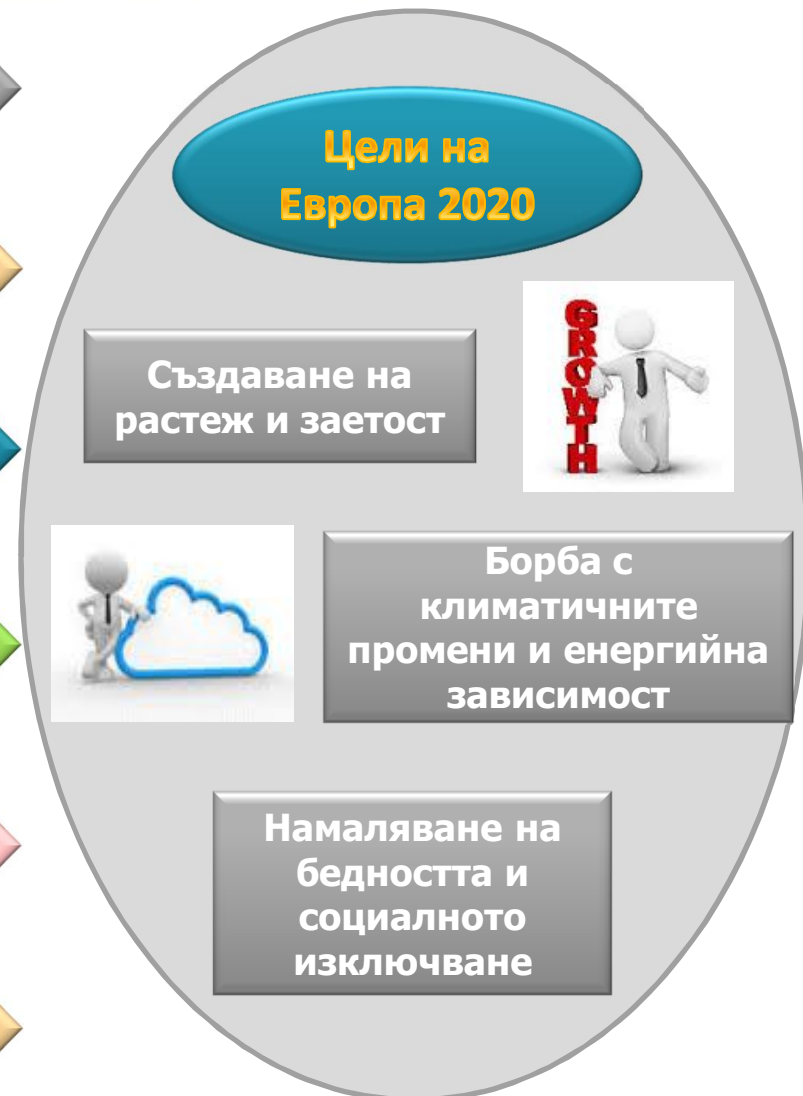 Цели на
Европа 2020
Създаване на
растеж и заетост
GROWTH
Борба с
климатичните
промени и енергийна
зависимост
Намаляване на
бедността и
социалното
изключване